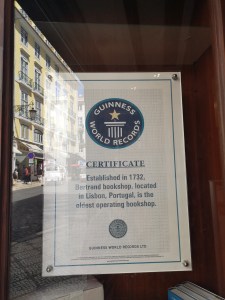 GUINNESS
WORLD RECORDS
CERTIFICATE
Established in 1732,
Bertrand bookshop, located
in Lisbon, Portugal, is the
oldest operating bookshop.
GUINNESS WORLD RECORDS LTD